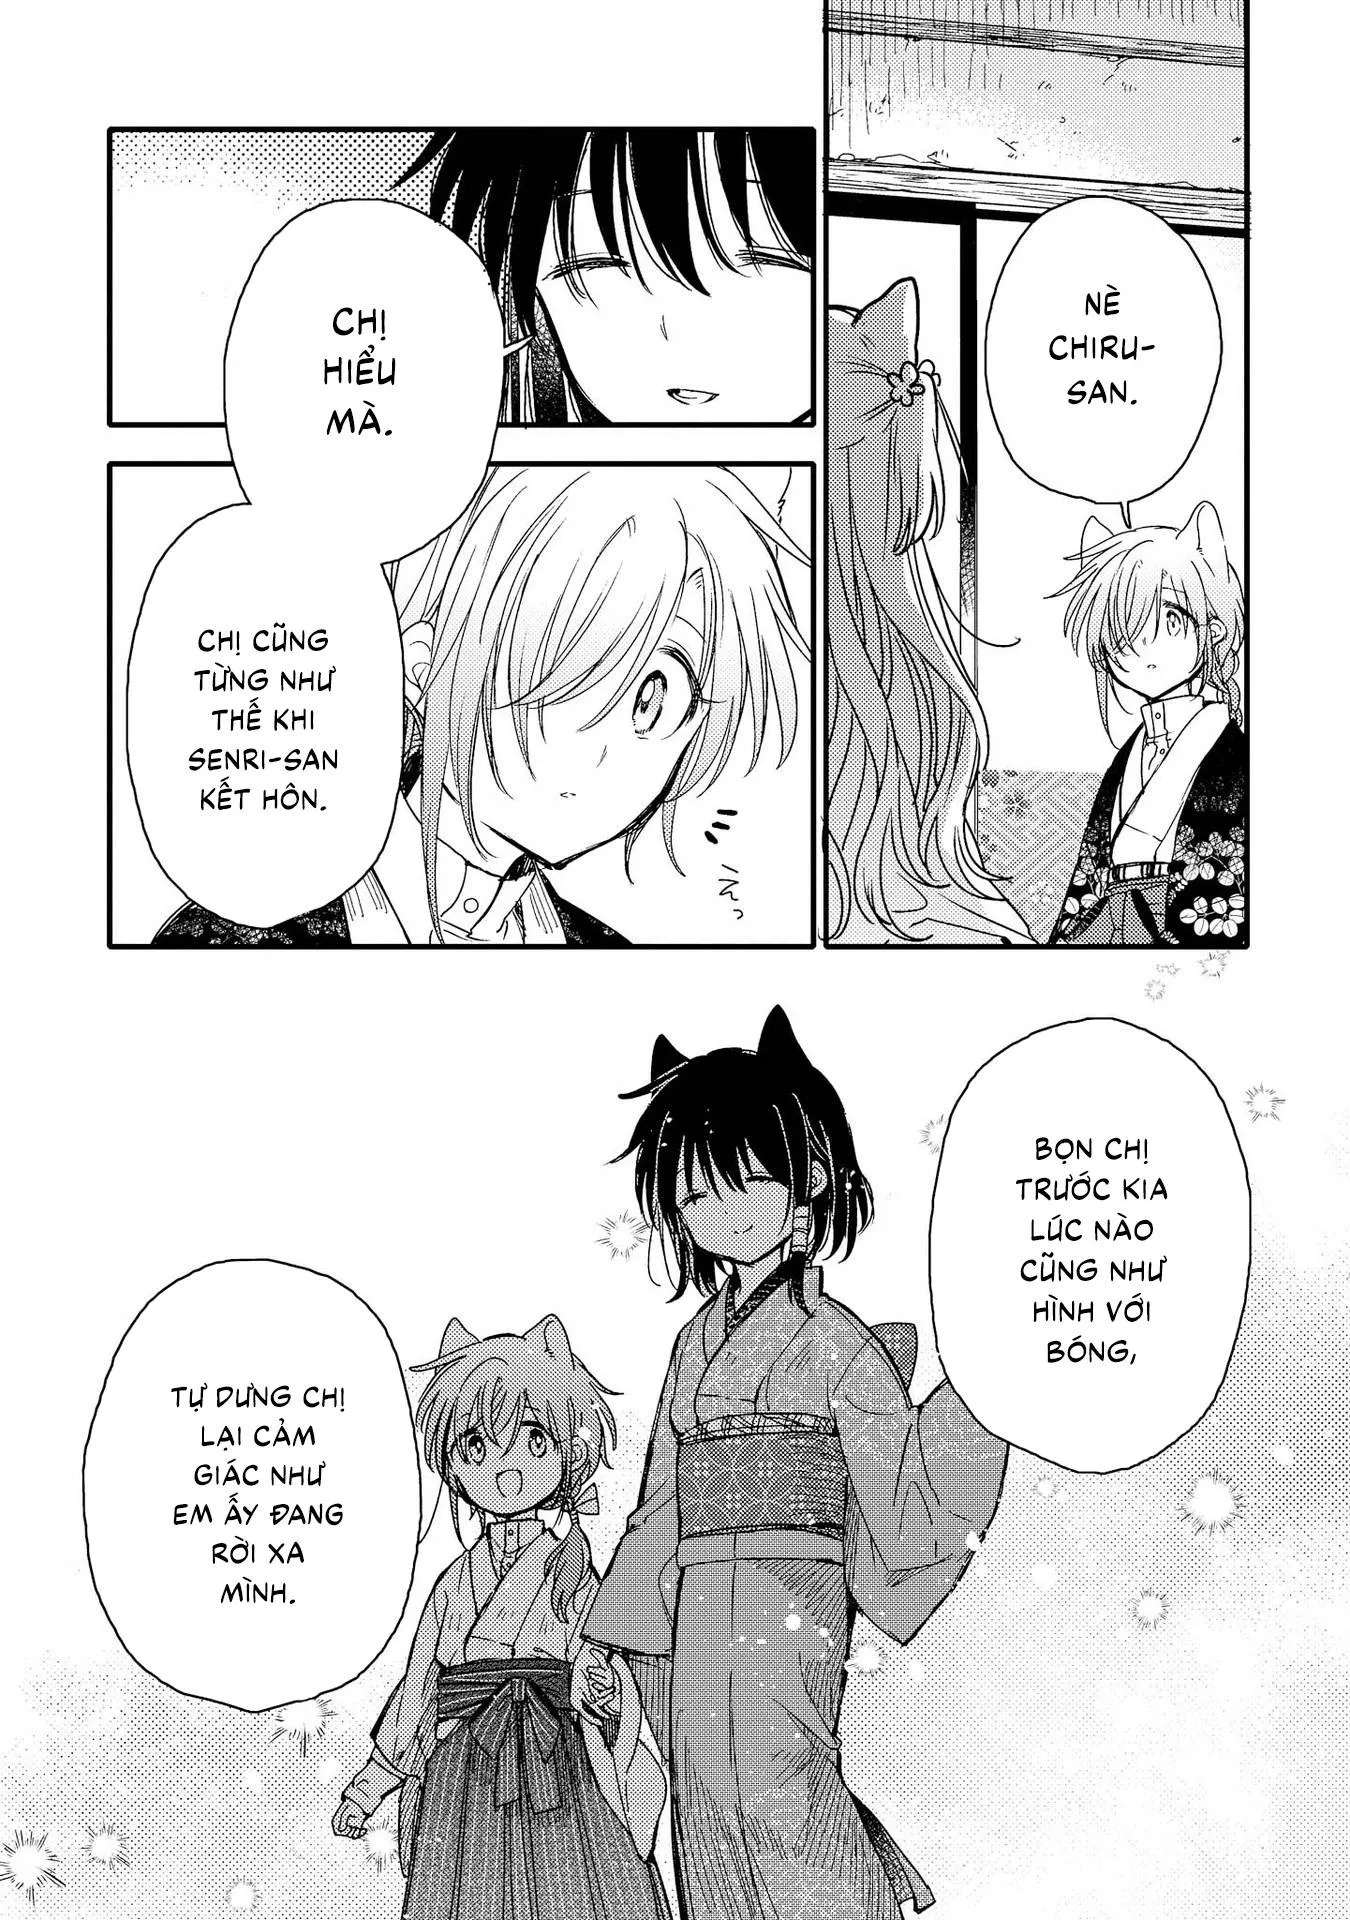 NÈ
CHIRU-
SAN.
CHỊ
HIỂU
MÀ.
CHỊ CŨNG
TỪNG NHƯ
THẾ KHI
SENRI-SAN
KẾT HÔN.
えっ
BỌN CHỊ
TRƯỚC KIA
LÚC NÀO
CŨNG NHƯ
HÌNH VỚI
BÓNG,
TỰ DƯNG CHỊ
LẠI CẢM
GIÁC NHƯ
EM ẤY ĐANG
RỜI XA
MÌNH.